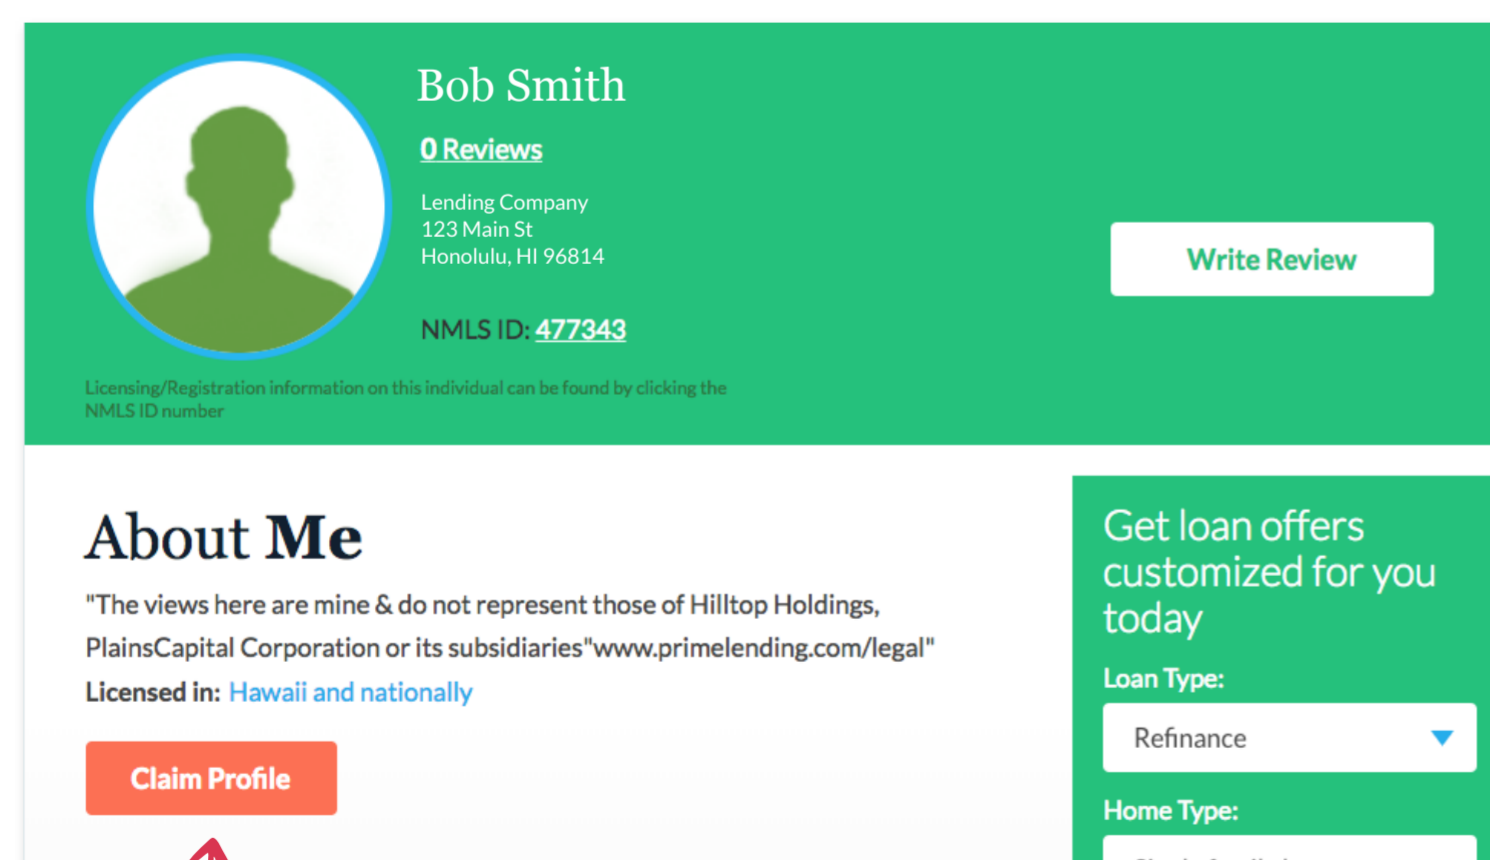 Bob Smith
0 Reviews
Lending Company
123 Main St
Honolulu, HI 96814
Write Review
NMLS ID: 477343
Licensing/Registration information on this individual can be found by clicking the
NMLS ID number
About Me
"The views here are mine & do not represent those of Hilltop Holdings,
PlainsCapital Corporation or its subsidiaries"www.primelending.com/legal"
Licensed in: Hawaii and nationally
Claim Profile
Get loan offers
customized for you
today
Loan Type:
Refinance
Home Type: